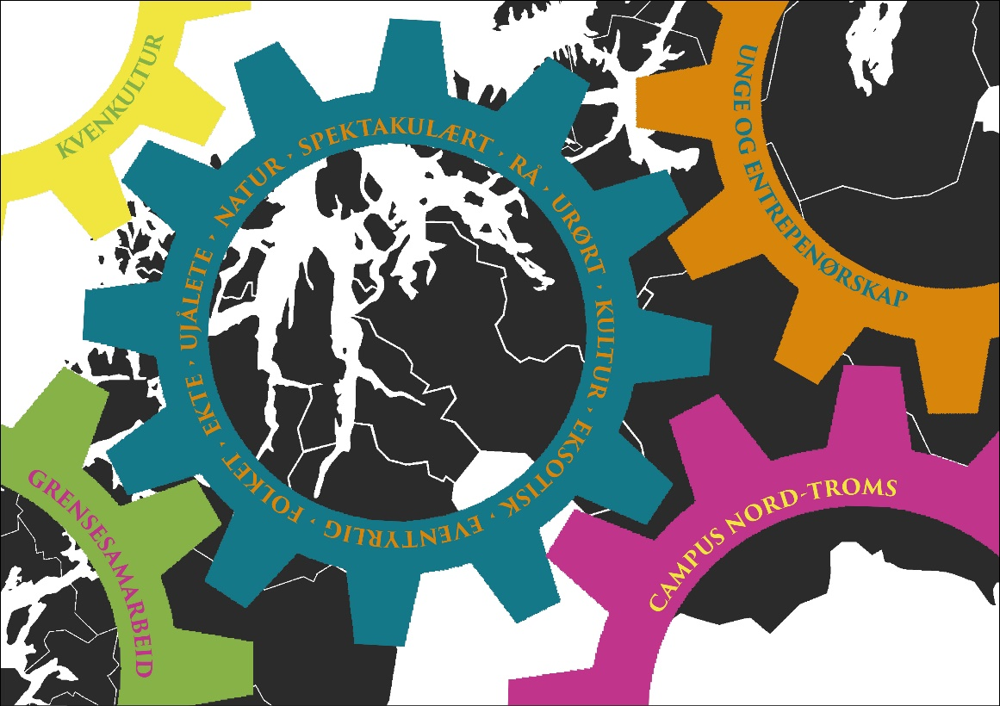 KVENKULTUR
NATUR , SPEKTAKULÆRT , RÅ , URØRT , KULTUR , EKSOTISK , EVENTYRLIG , FOLKET , EKTE , UJÅLETE ,
UNGE OG ENTREPENØRSKAP
GRENSESAMARBEID
CAMPUS NORD-TROMS